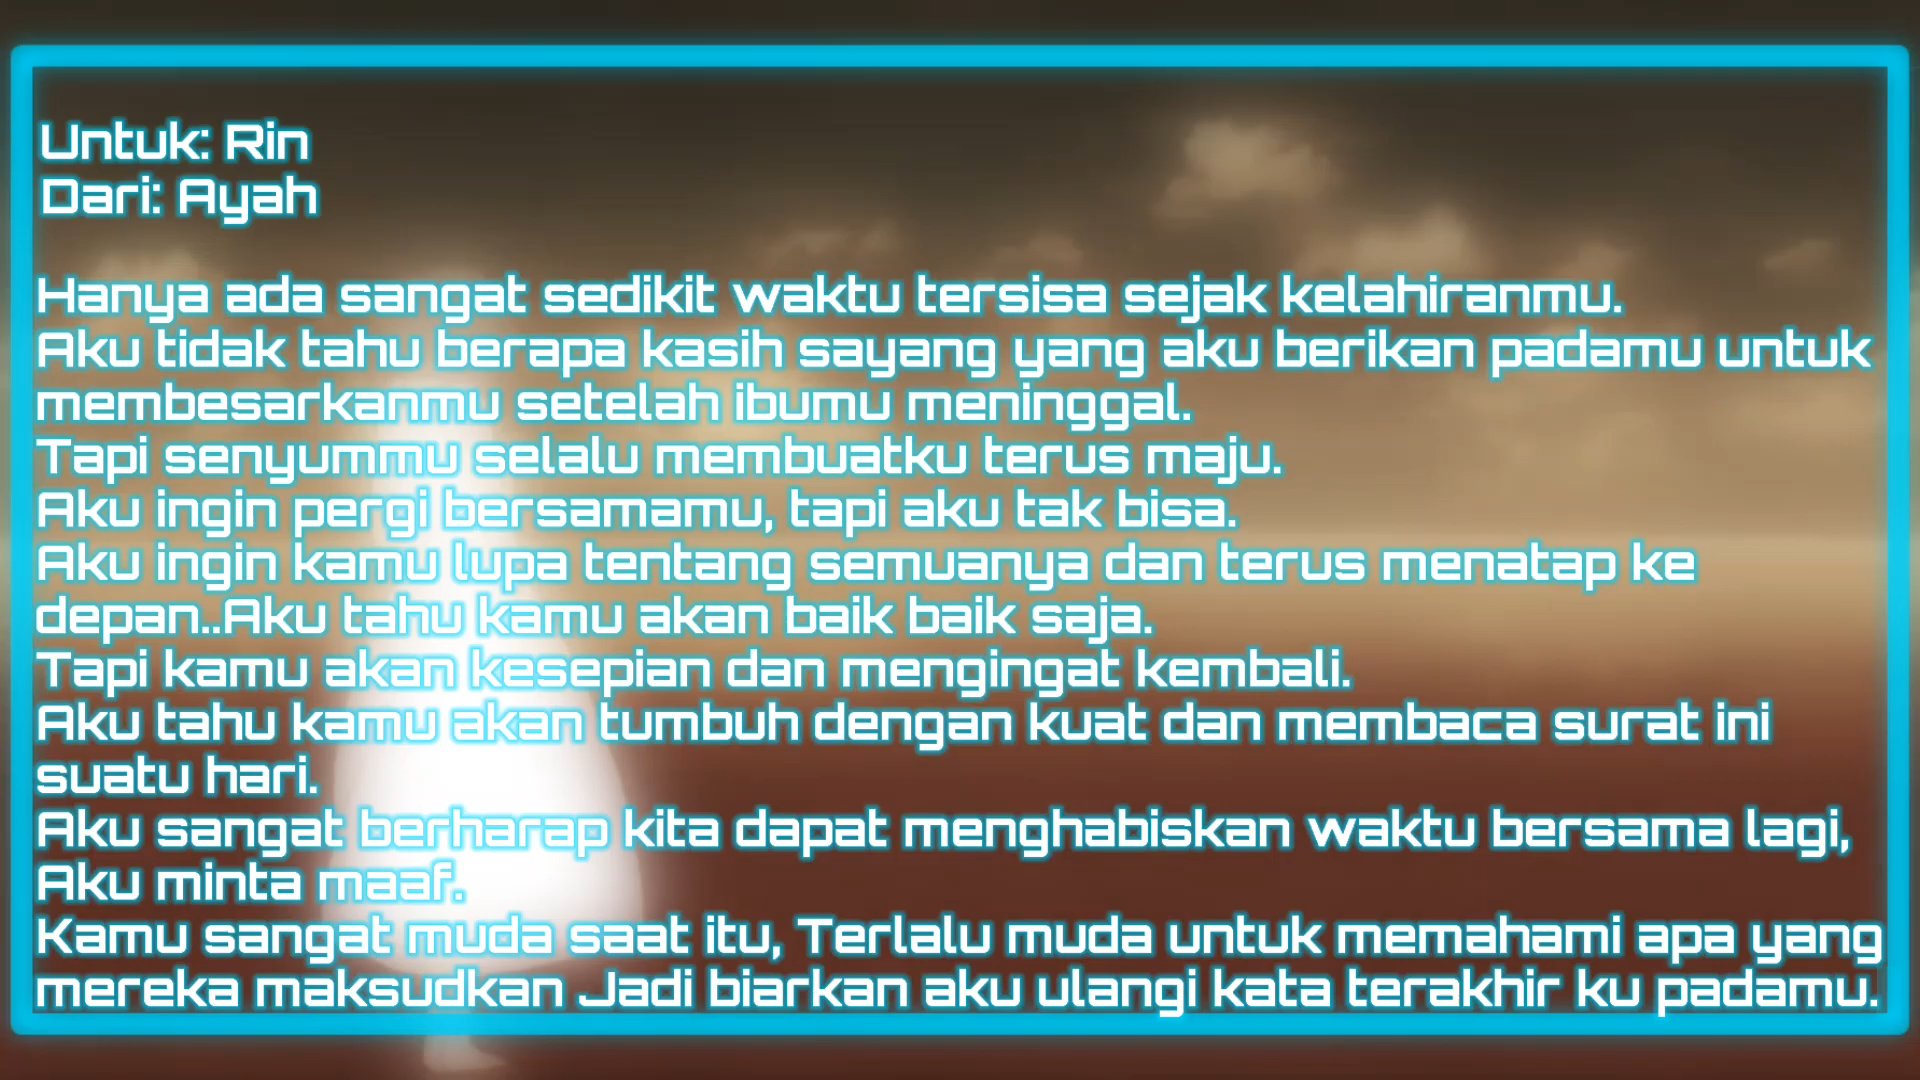 Untuk: Rin
Dari: Ayah
Hanya ada sangat sedikit waktu tersisa sejak kelahiranmu.
Aku tidak tahu berapa kasih sayang yang aku berikan padamu untuk
membesarkanmu setelah ibumu meninggal.
Tapi senyummu selalu membuatku terus maju.
Aku ingin pergi bersamamu, tapi aku tak bisa.
Aku ingin kamu lupa tentang semuanya dan terus menatap ke
depan..Aku tahu kamu akan baik baik saja.
Tapi kamu akan kesepian dan mengingat kembali.
Aku tahu kamu akan tumbuh dengan kuat dan membaca surat ini
suatu hari.
Aku sangat berharap kita dapat menghabiskan waktu bersama lagi,
Aku minta maaf.
Kamu sangat muda saat itu, Terlalu muda untuk memahami apa yang
mereka maksudkan Jadi biarkan aku ulangi kata terakhir ku padamu.